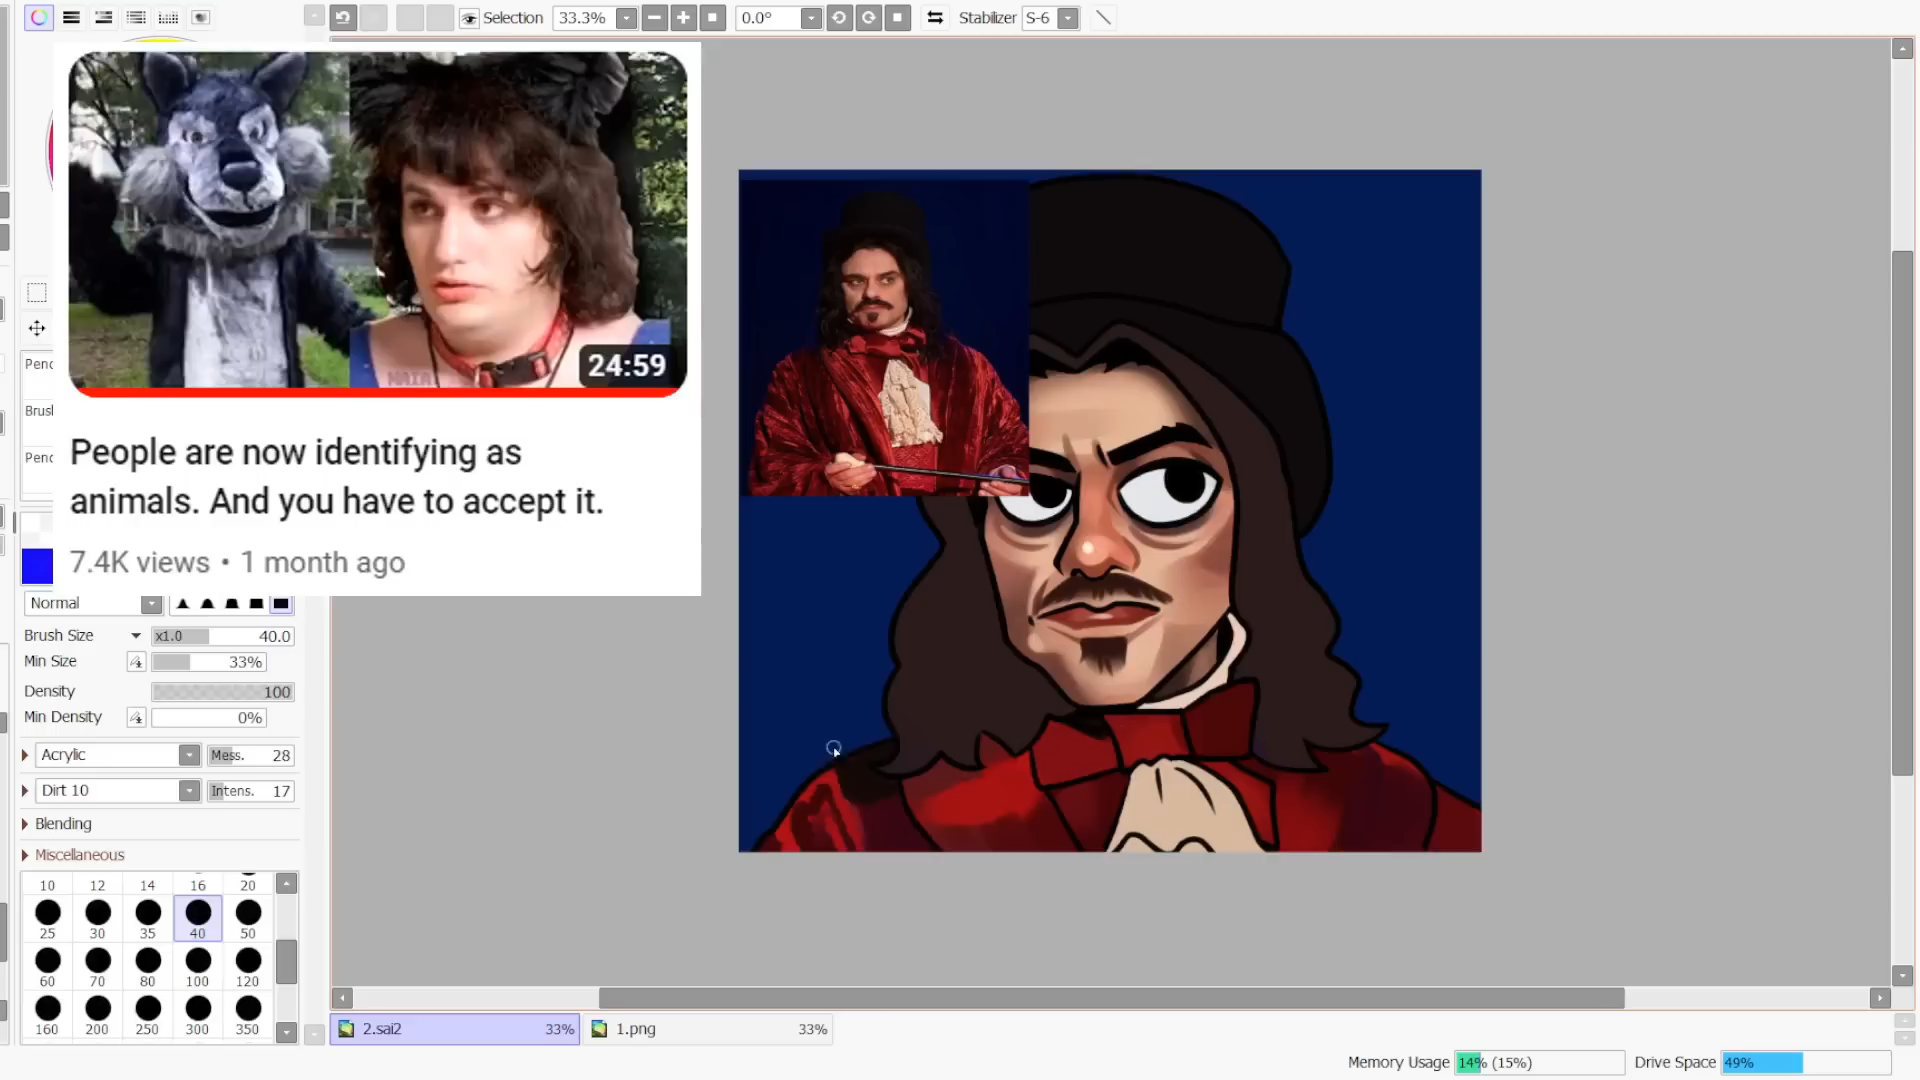 Selection 33.3% 0.0° Stabilizer S-6
24:59
People are now identifying as
animals. And you have to accept it.
7.4K views • 1 month ago
Penc
Brusl
Penc
Normal
Brush Size x1.0 40.0
Min Size 33%
Density 100
Min Density 0%
Acrylic Mess. 28
Dirt 10 Intens. 17
Blending
Miscellaneous
10 12 14 16 20
25 30 35 40 50
60 70 80 100 120
160 200 250 300 350
2.sai2 33% 1.png 33%
Memory Usage 14% (15%) Drive Space 49%